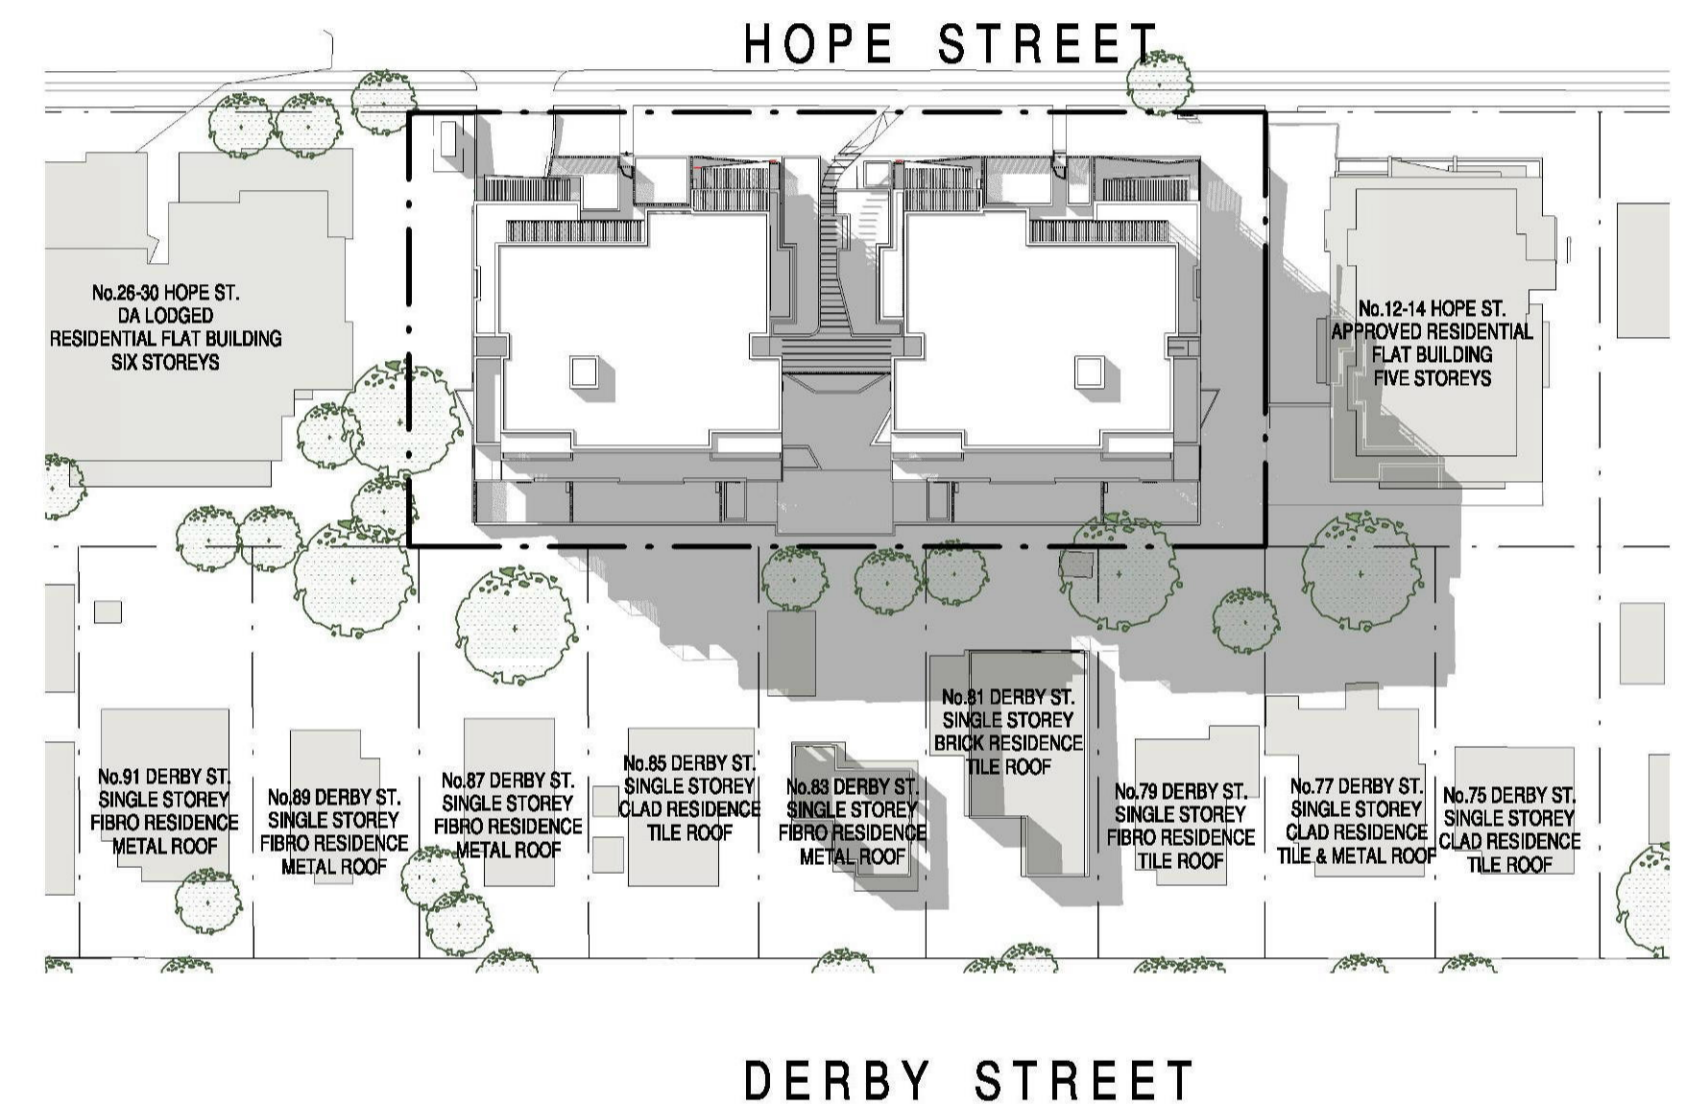 HOPE STREET
No.26-30 HOPE ST.
DA LODGED
RESIDENTIAL FLAT BUILDING
SIX STOREYS
No.12-14 HOPE ST.
APPROVED RESIDENTIAL
FLAT BUILDING
FIVE STOREYS
No.91 DERBY ST.
SINGLE STOREY
FIBRO RESIDENCE
METAL ROOF
No.89 DERBY ST.
SINGLE STOREY
FIBRO RESIDENCE
METAL ROOF
No.87 DERBY ST.
SINGLE STOREY
FIBRO RESIDENCE
METAL ROOF
No.85 DERBY ST.
SINGLE STOREY
CLAD RESIDENCE
TILE ROOF
No.83 DERBY ST.
SINGLE STOREY
FIBRO RESIDENCE
METAL ROOF
No.81 DERBY ST.
SINGLE STOREY
BRICK RESIDENCE
TILE ROOF
No.79 DERBY ST.
SINGLE STOREY
FIBRO RESIDENCE
TILE ROOF
No.77 DERBY ST.
SINGLE STOREY
CLAD RESIDENCE
TILE & METAL ROOF
No.75 DERBY ST.
SINGLE STOREY
CLAD RESIDENCE
TILE ROOF
DERBY STREET